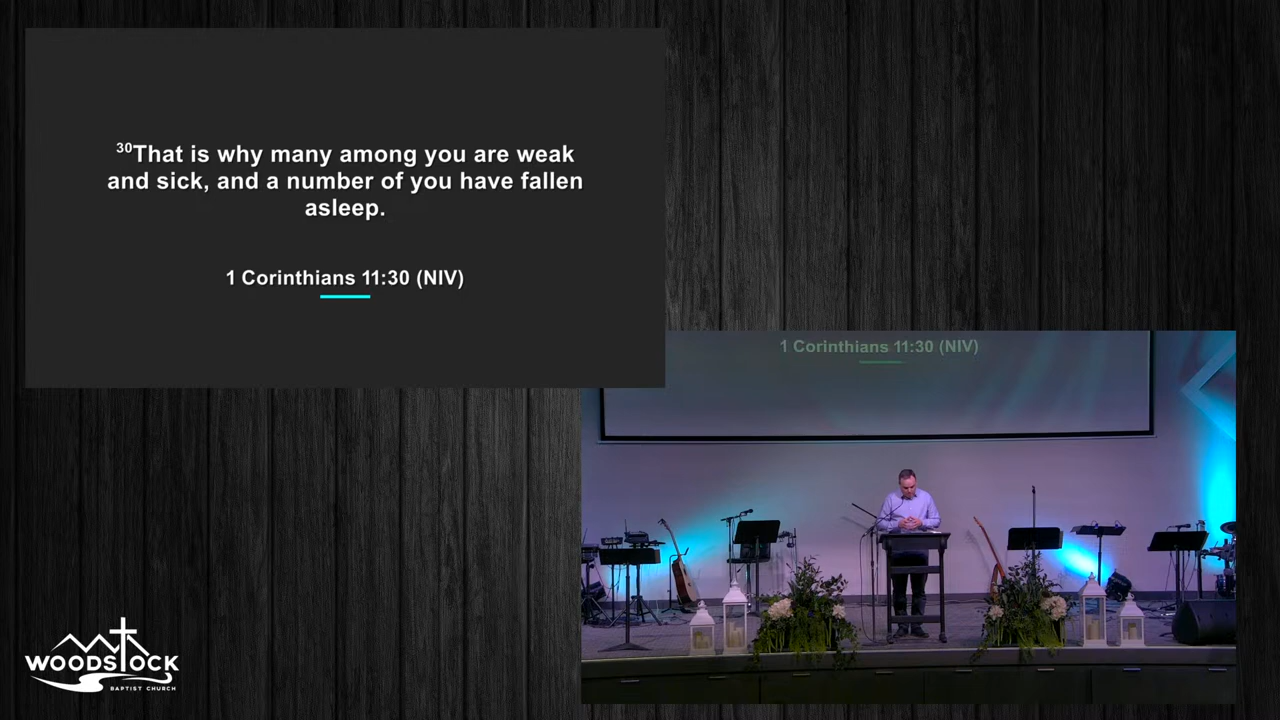 ³⁰That is why many among you are weak
and sick, and a number of you have fallen
asleep.
1 Corinthians 11:30 (NIV)
1 Corinthians 11:30 (NIV)
WOODSTOCK
BAPTIST CHURCH